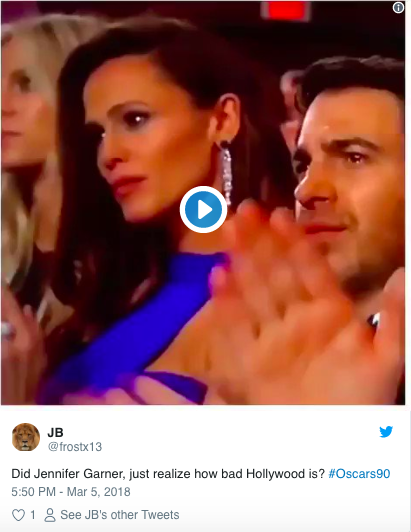 JB
@frostx13
Did Jennifer Garner, just realize how bad Hollywood is? #Oscars90
5:50 PM - Mar 5, 2018
1 See JB's other Tweets